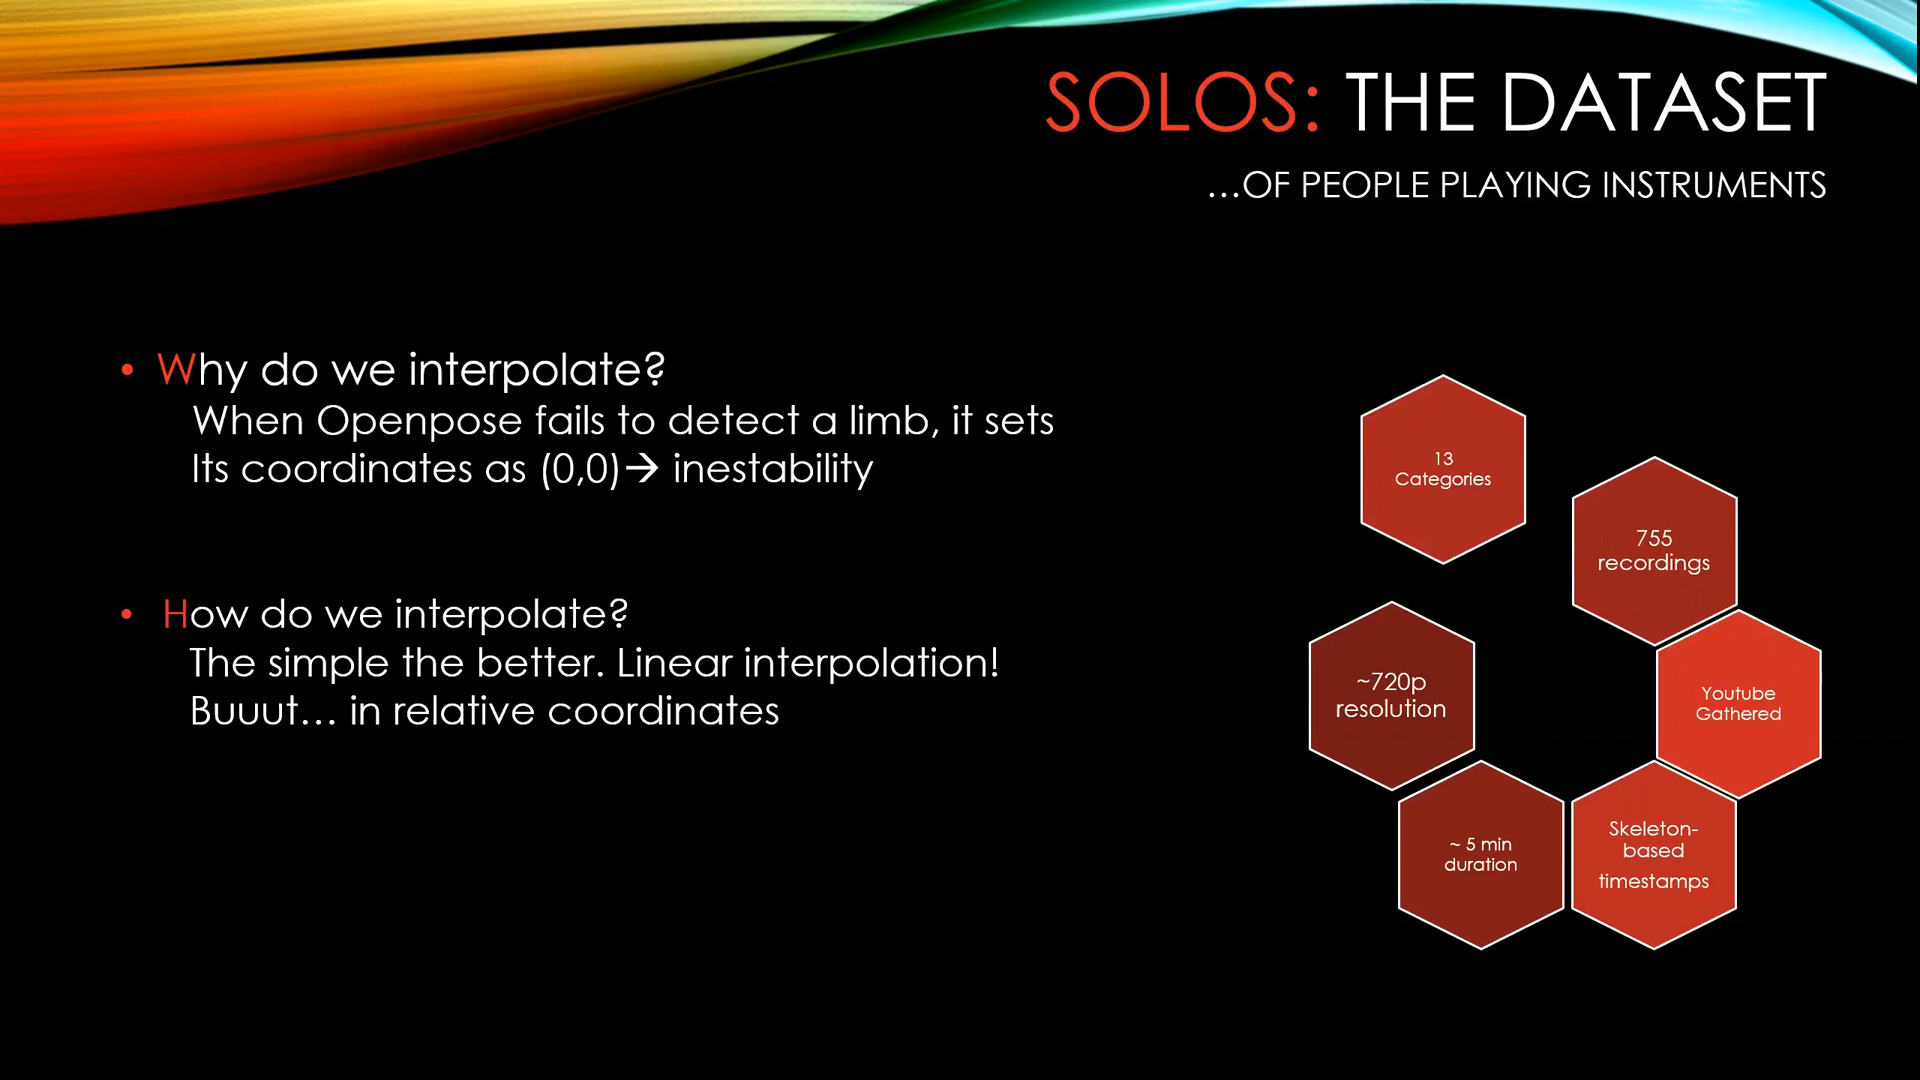 SOLOS: THE DATASET
...OF PEOPLE PLAYING INSTRUMENTS
• Why do we interpolate?
When Openpose fails to detect a limb, it sets
Its coordinates as (0,0)→ inestability
• How do we interpolate?
The simple the better. Linear interpolation!
Buuut... in relative coordinates
13
Categories
755
recordings
Youtube
Gathered
Skeleton-
based
timestamps
~ 5 min
duration
~720p
resolution